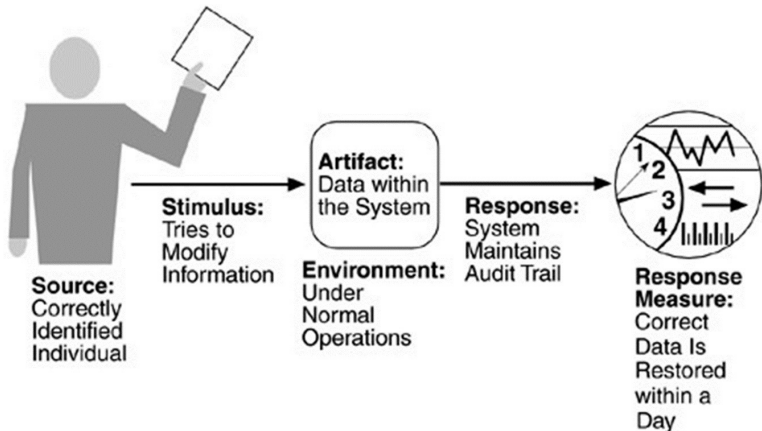 Source:
Correctly
Identified
Individual
Stimulus:
Tries to
Modify
Information
Artifact:
Data within
the System
Environment:
Under
Normal
Operations
Response:
System
Maintains
Audit Trail
1
2
3
4
Response
Measure:
Correct
Data Is
Restored
within a
Day